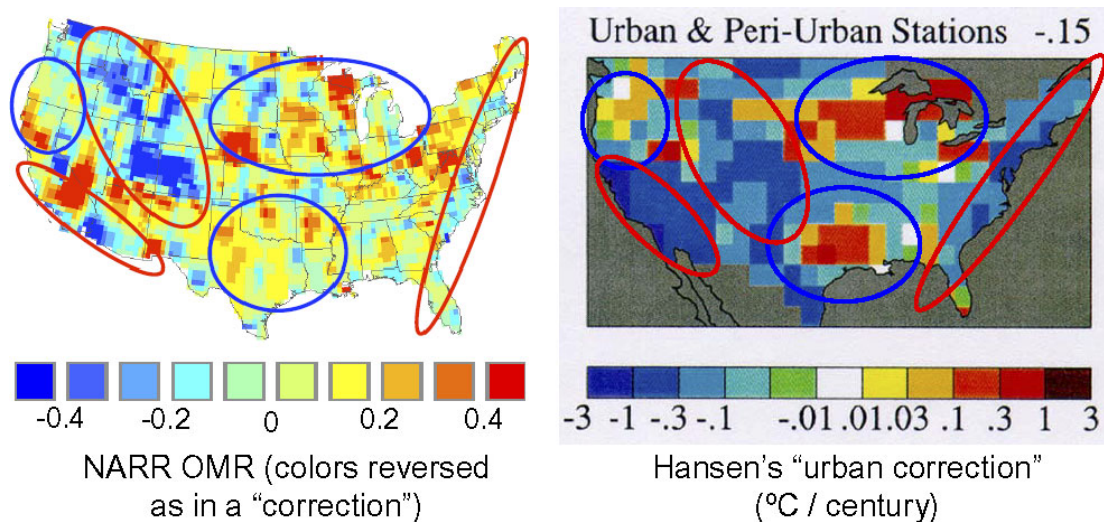 Urban & Peri-Urban Stations -.15
-0.4 -0.2 0 0.2 0.4
-3 -1 -.3 -.1 -.01 .01 .03 .1 .3 1 3
NARR OMR (colors reversed
as in a “correction”)
Hansen’s “urban correction”
(ºC / century)